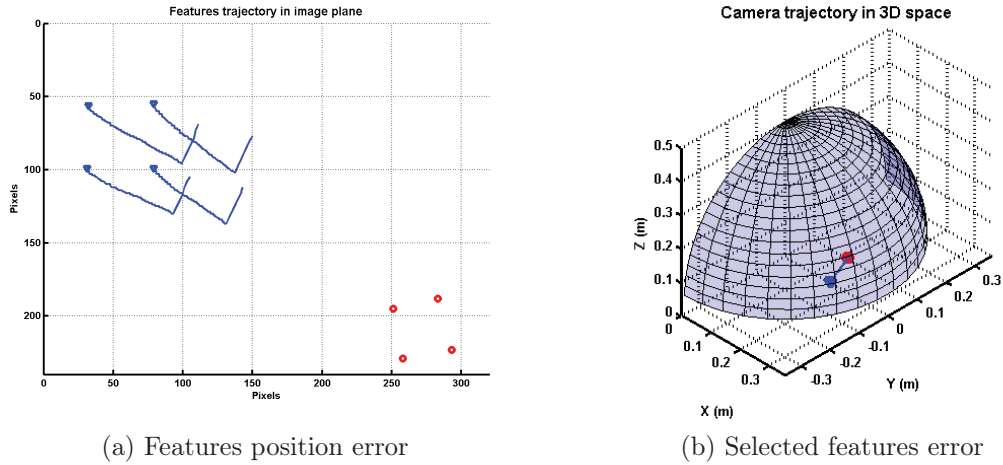 Features trajectory in image plane
0
50
100
150
200
Pixels
0 50 100 150 200 250 300
Pixels
(a) Features position error
Camera trajectory in 3D space
0.5
0.4
0.3
0.2
0.1
0
Z (m)
0 0.1 0.2 0.3
X (m)
-0.3 -0.2 -0.1 0 0.1 0.2 0.3
Y (m)
(b) Selected features error